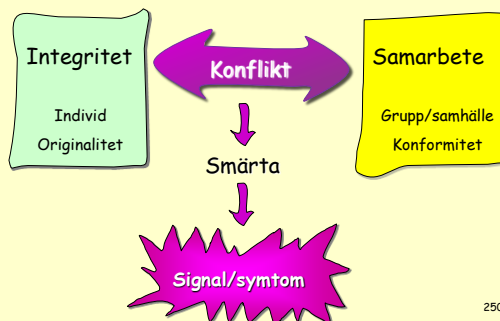 Integritet
Individ
Originalitet
Konflikt
Samarbete
Grupp/samhälle
Konformitet
Smärta
Signal/symtom
250